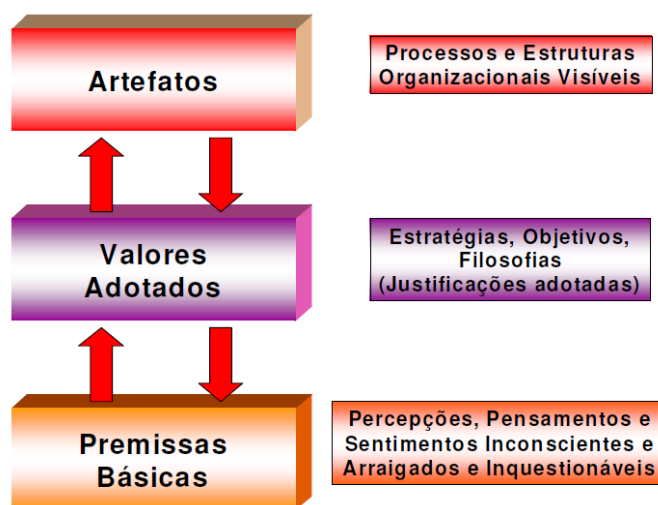 Artefatos
Processos e Estruturas
Organizacionais Visíveis
Valores
Adotados
Estratégias, Objetivos,
Filosofias
(Justificações adotadas)
Premissas
Básicas
Percepções, Pensamentos e
Sentimentos Inconscientes e
Arraigados e Inquestionáveis